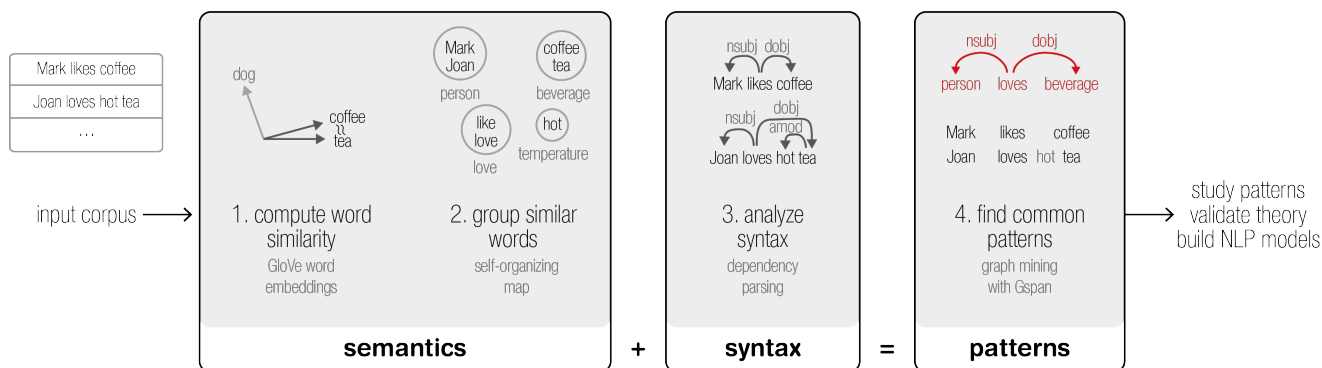 Mark likes coffee
Joan loves hot tea
...
input corpus
dog
coffee
≈
tea
1. compute word
similarity
GloVe word
embeddings
Mark
Joan
person
coffee
tea
beverage
like
love
love
hot
temperature
2. group similar
words
self-organizing
map
semantics
+
nsubj dobj
Mark likes coffee
dobj
nsubj amod
Joan loves hot tea
3. analyze
syntax
dependency
parsing
syntax
=
nsubj dobj
person loves beverage
Mark likes coffee
Joan loves hot tea
4. find common
patterns
graph mining
with Gspan
patterns
study patterns
validate theory
build NLP models